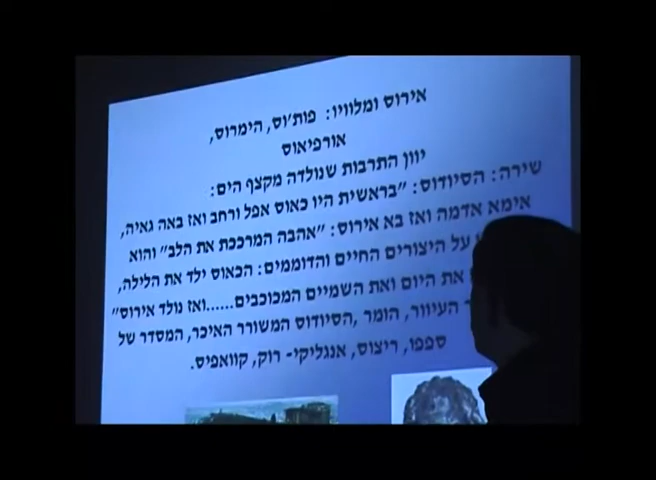 אירוס ומלוויו: פות'וס, הימרוס,
אורפיאוס
יוון התרבות שנולדה מקצף הים:
שירה: הסיודוס: "בראשית היו כאוס אפל ורחב ואז באה גאיה,
אימא אדמה ואז בא אירוס: "אהבה המרככת את הלב" והוא
על היצורים החיים והדוממים: הכאוס ילד את הלילה,
את היום ואת השמיים המכוכבים......ואז נולד אירוס"
העיוור, הומר ,הסיודוס המשורר האיכר, המסדר של
ספפו, ריצוס, אנגליקי- רוק, קוואפיס.